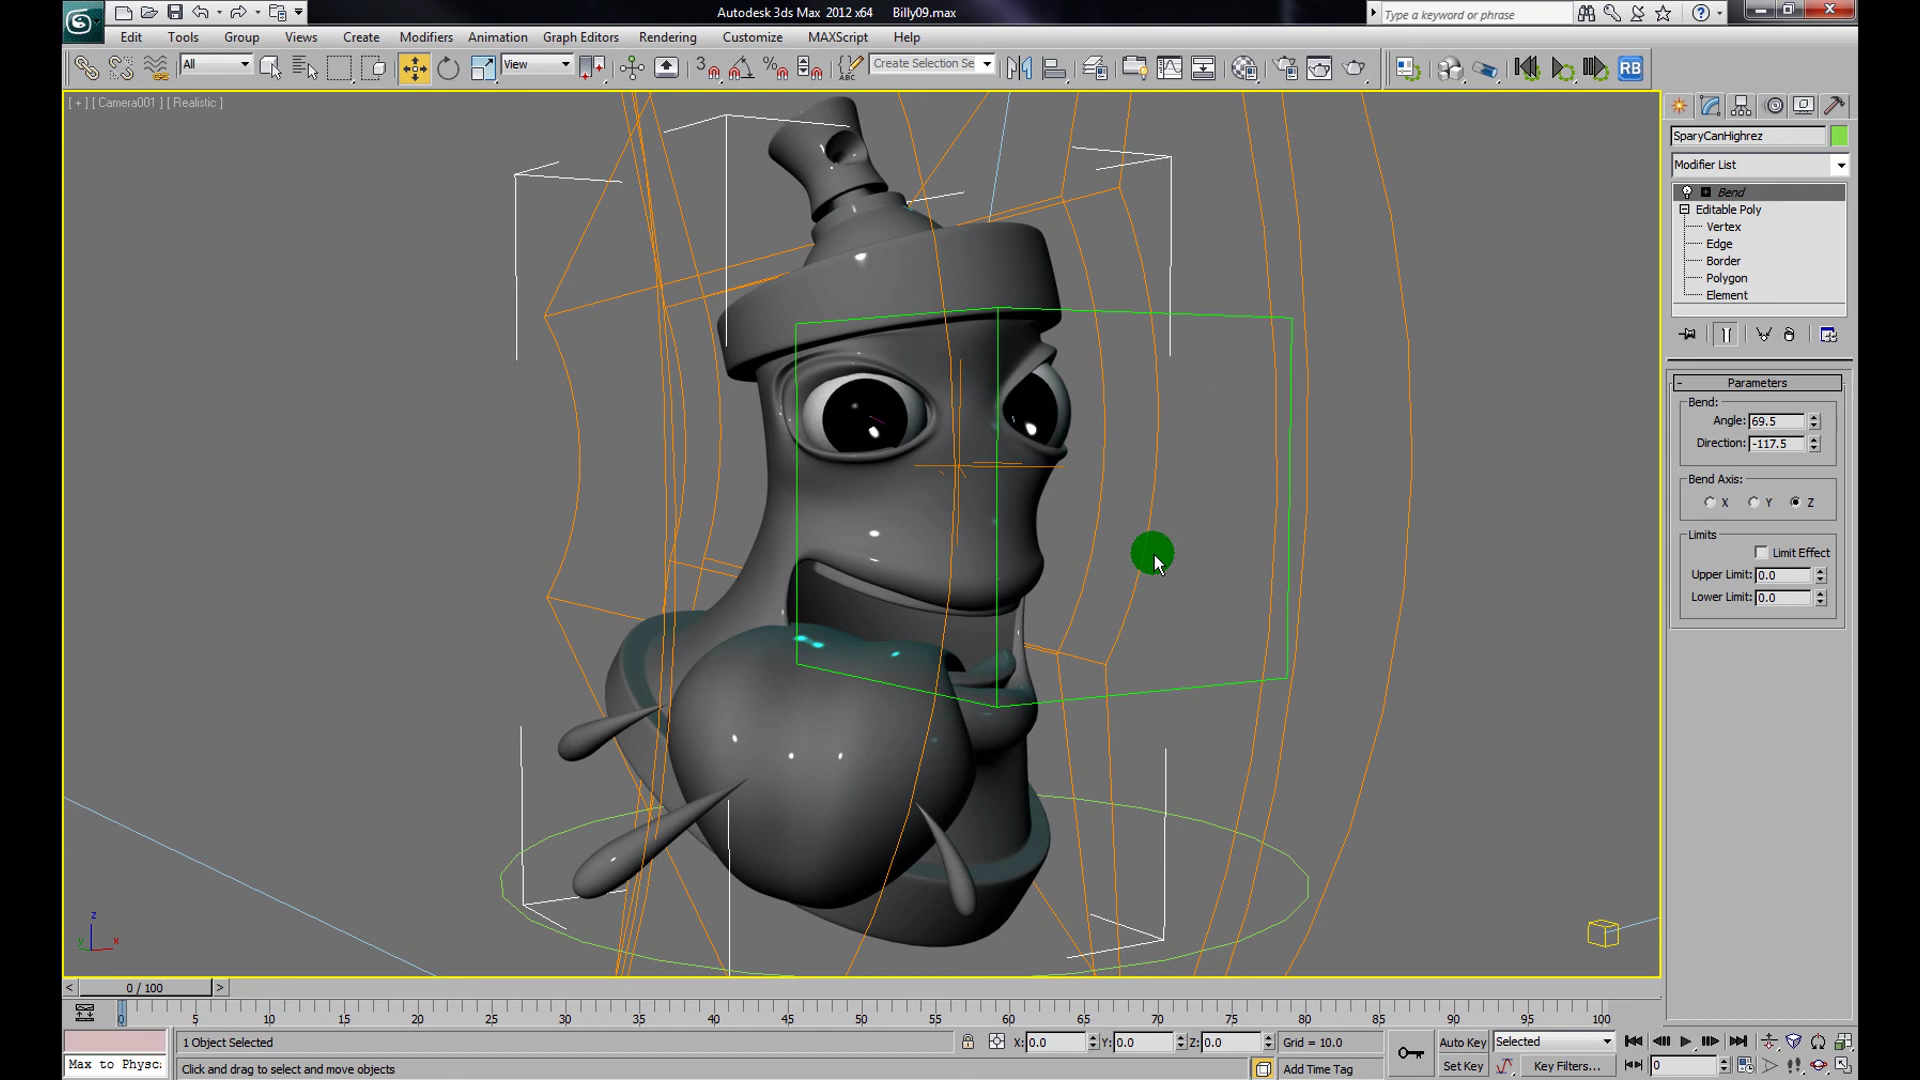 Autodesk 3ds Max 2012 x64 Billy09.max
Type a keyword or phrase
Edit Tools Group Views Create Modifiers Animation Graph Editors Rendering Customize MAXScript Help
All View Create Selection Se RB
[ + ] [ Camera001 ] [ Realistic ]
SparyCanHighrez
Modifier List
Bend
Editable Poly
Vertex
Edge
Border
Polygon
Element
- Parameters
Bend:
Angle: 69.5
Direction: -117.5
Bend Axis:
X Y Z
Limits
Limit Effect
Upper Limit: 0.0
Lower Limit: 0.0
z
y x
< 0 / 100 >
0 5 10 15 20 25 30 35 40 45 50 55 60 65 70 75 80 85 90 95 100
1 Object Selected X: 0.0 Y: 0.0 Z: 0.0 Grid = 10.0 Auto Key Selected
Max to Physc: Click and drag to select and move objects Add Time Tag Set Key Key Filters... 0